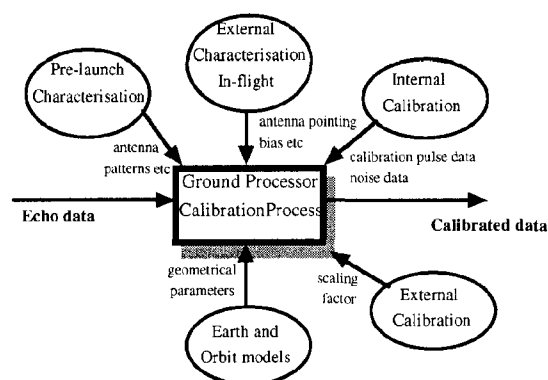 External
Characterisation
In-flight
Pre-launch
Characterisation
Internal
Calibration
antenna
patterns etc
antenna pointing
bias etc
calibration pulse data
noise data
Ground Processor
CalibrationProcess
Echo data
Calibrated data
geometrical
parameters
scaling
factor
Earth and
Orbit models
External
Calibration